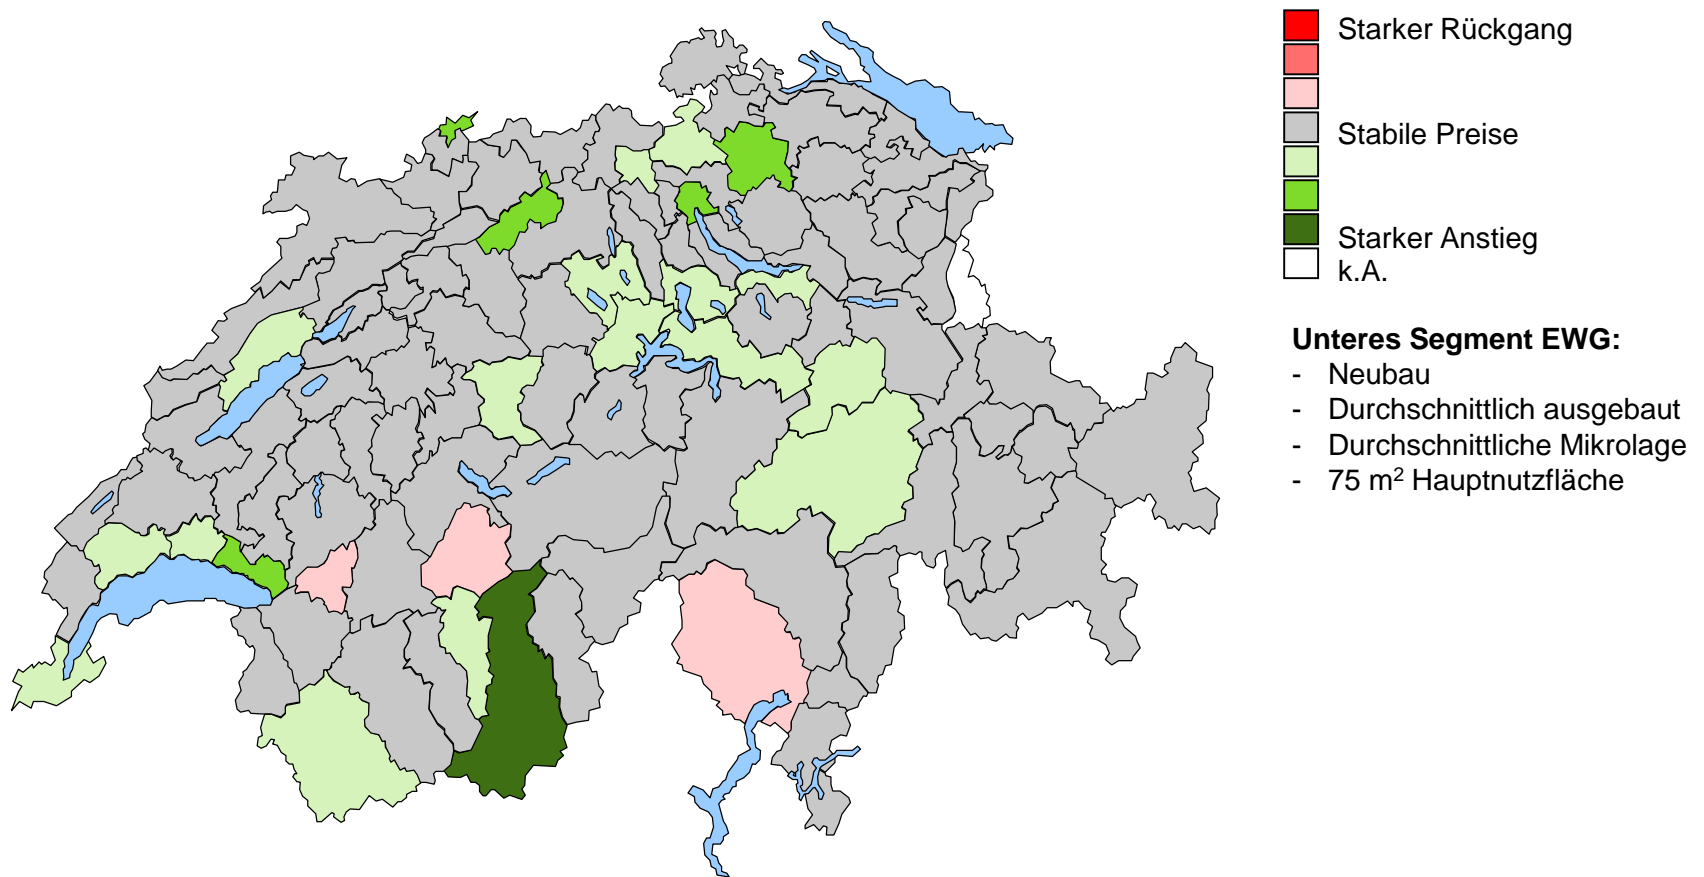 Starker Rückgang
Stabile Preise
Starker Anstieg
k.A.
Unteres Segment EWG:
- Neubau
- Durchschnittlich ausgebaut
- Durchschnittliche Mikrolage
- 75 m² Hauptnutzfläche